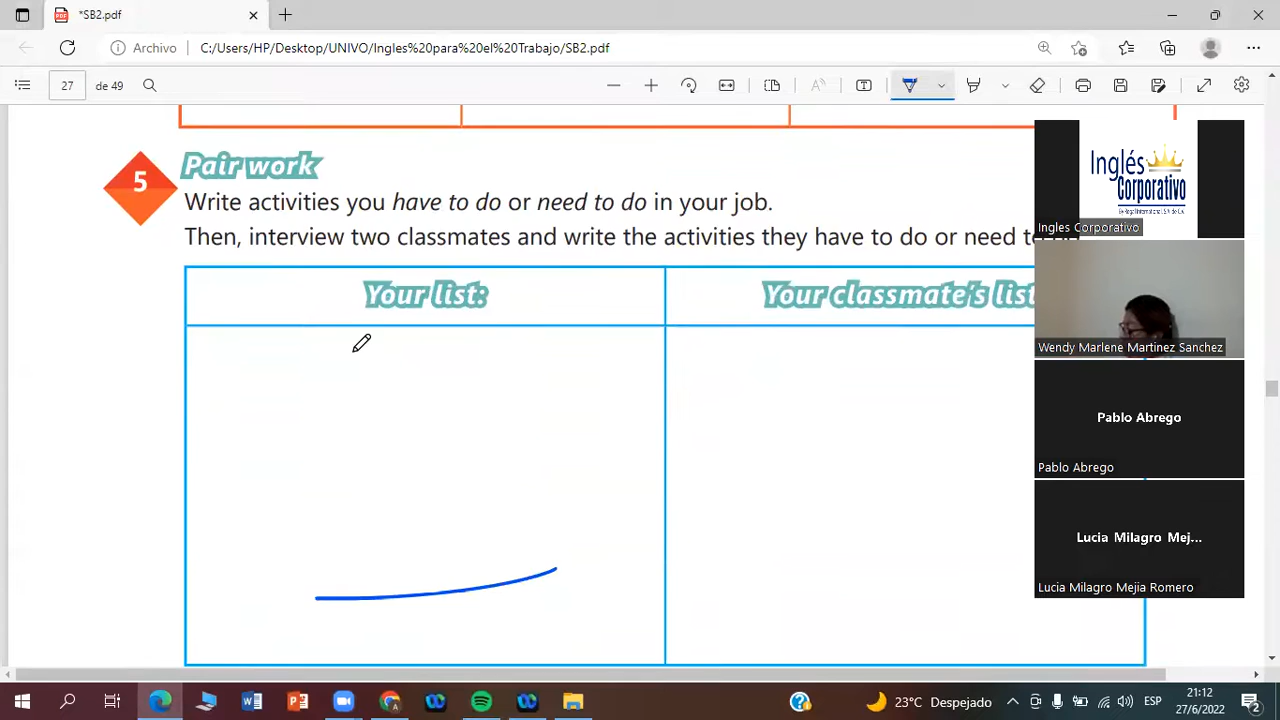 *SB2.pdf
Archivo
C:/Users/HP/Desktop/UNIVO/Ingles%20para%20el%20Trabajo/SB2.pdf
27
de 49
5
Pair work
Write activities you have to do or need to do in your job.
Then, interview two classmates and write the activities they have to do or need
Your list:
Your classmate's list
Inglés
Corporativo
Ingles Corporativo
Wendy Marlene Martinez Sanchez
Pablo Abrego
Pablo Abrego
Lucia Milagro Mej...
Lucia Milagro Mejia Romero
23°C Despejado
ESP
21:12
27/6/2022
2